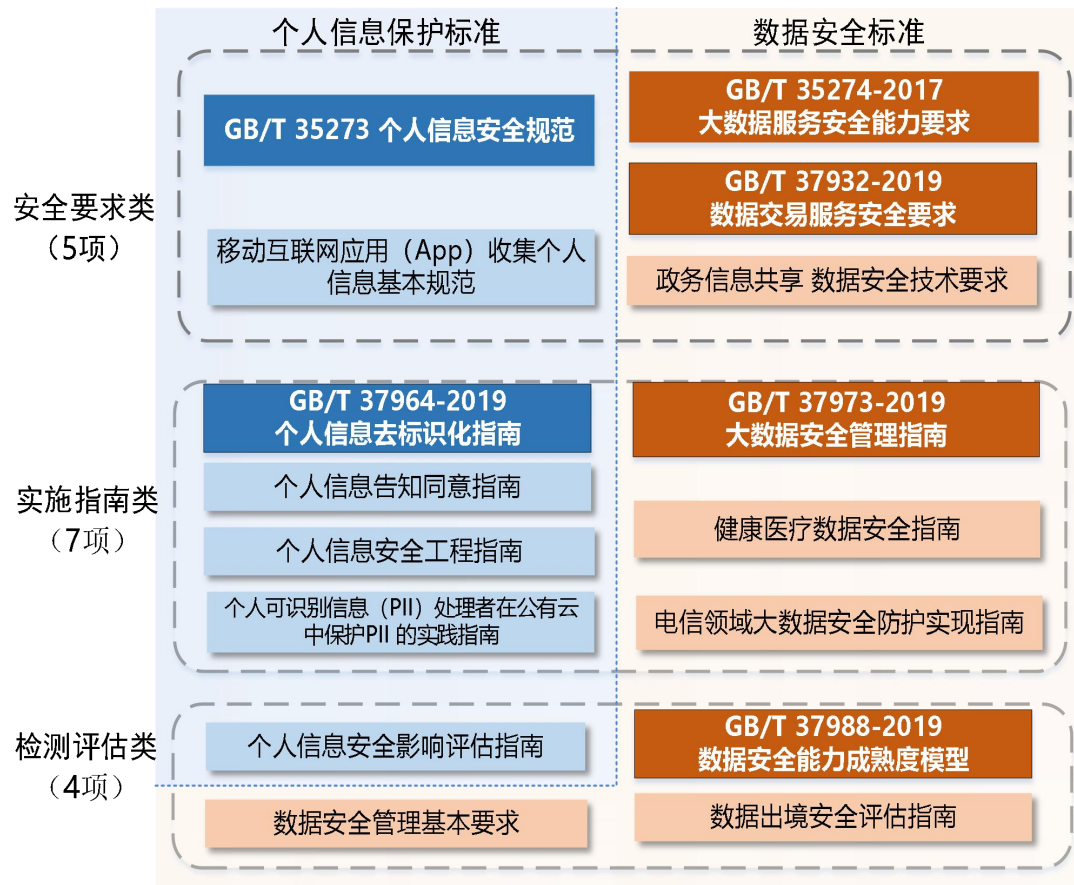 个人信息保护标准
数据安全标准
安全要求类
（5项）
GB/T 35273 个人信息安全规范
移动互联网应用（App）收集个人
信息基本规范
GB/T 35274-2017
大数据服务安全能力要求
GB/T 37932-2019
数据交易服务安全要求
政务信息共享 数据安全技术要求
实施指南类
（7项）
GB/T 37964-2019
个人信息去标识化指南
个人信息告知同意指南
个人信息安全工程指南
个人可识别信息（PII）处理者在公有云
中保护PII 的实践指南
GB/T 37973-2019
大数据安全管理指南
健康医疗数据安全指南
电信领域大数据安全防护实现指南
检测评估类
（4项）
个人信息安全影响评估指南
数据安全管理基本要求
GB/T 37988-2019
数据安全能力成熟度模型
数据出境安全评估指南